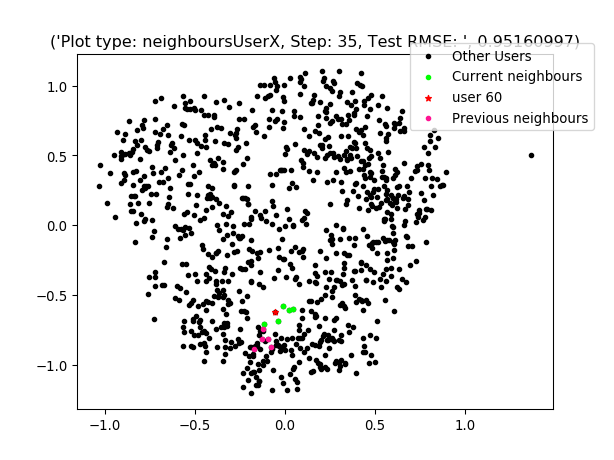 ('Plot type: neighboursUserX, Step: 35, Test RMSE: ', 0.95160997)
Other Users
Current neighbours
user 60
Previous neighbours
1.0
0.5
0.0
−0.5
−1.0
−1.0 −0.5 0.0 0.5 1.0